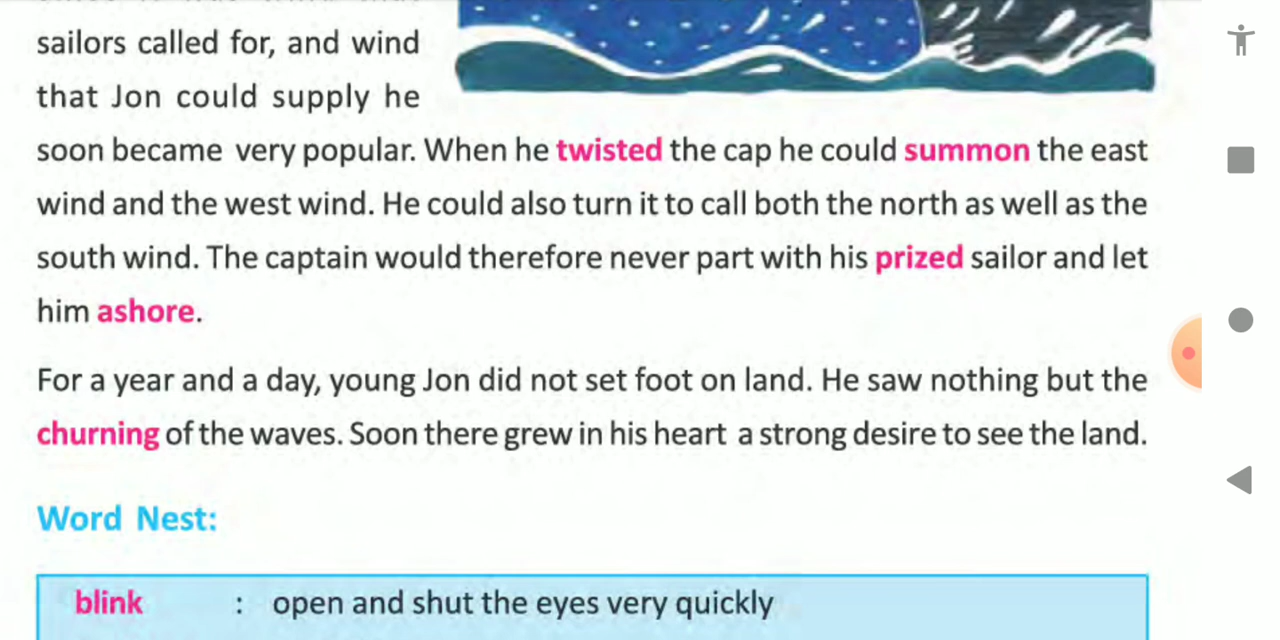 sailors called for, and wind
that Jon could supply he
soon became very popular. When he twisted the cap he could summon the east
wind and the west wind. He could also turn it to call both the north as well as the
south wind. The captain would therefore never part with his prized sailor and let
him ashore.
For a year and a day, young Jon did not set foot on land. He saw nothing but the
churning of the waves. Soon there grew in his heart a strong desire to see the land.
Word Nest:
blink : open and shut the eyes very quickly